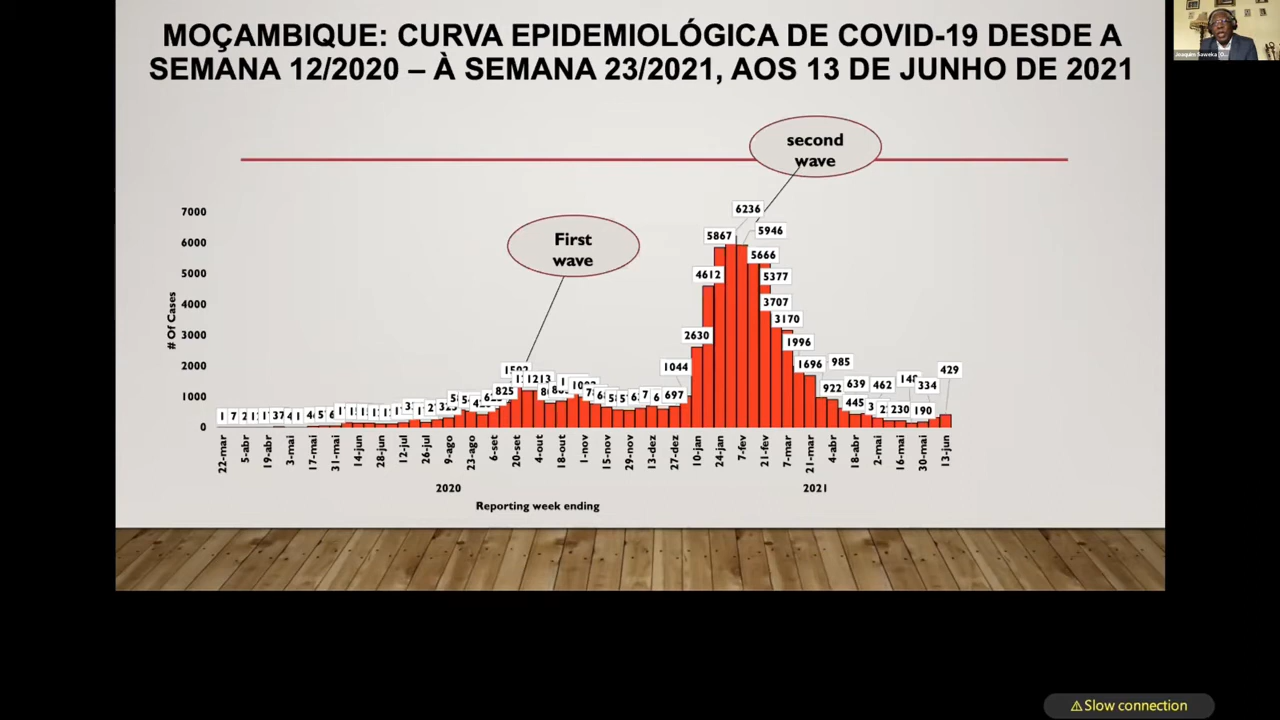 MOÇAMBIQUE: CURVA EPIDEMIOLÓGICA DE COVID-19 DESDE A
SEMANA 12/2020 – À SEMANA 23/2021, AOS 13 DE JUNHO DE 2021
second
wave
First
wave
7000
6000
5000
4000
3000
2000
1000
0
# Of Cases
825
697
1044
2630
4612
5867
6236
5946
5666
5377
3707
3170
1996
1696
922
985
445
639
462
230
190
334
429
22-mar
5-abr
19-abr
3-mai
17-mai
31-mai
14-jun
28-jun
12-jul
26-jul
9-ago
23-ago
6-set
20-set
4-out
18-out
1-nov
15-nov
29-nov
13-dez
27-dez
10-jan
24-jan
7-fev
21-fev
7-mar
21-mar
4-abr
18-abr
2-mai
16-mai
30-mai
13-jun
2020
2021
Reporting week ending
Slow connection